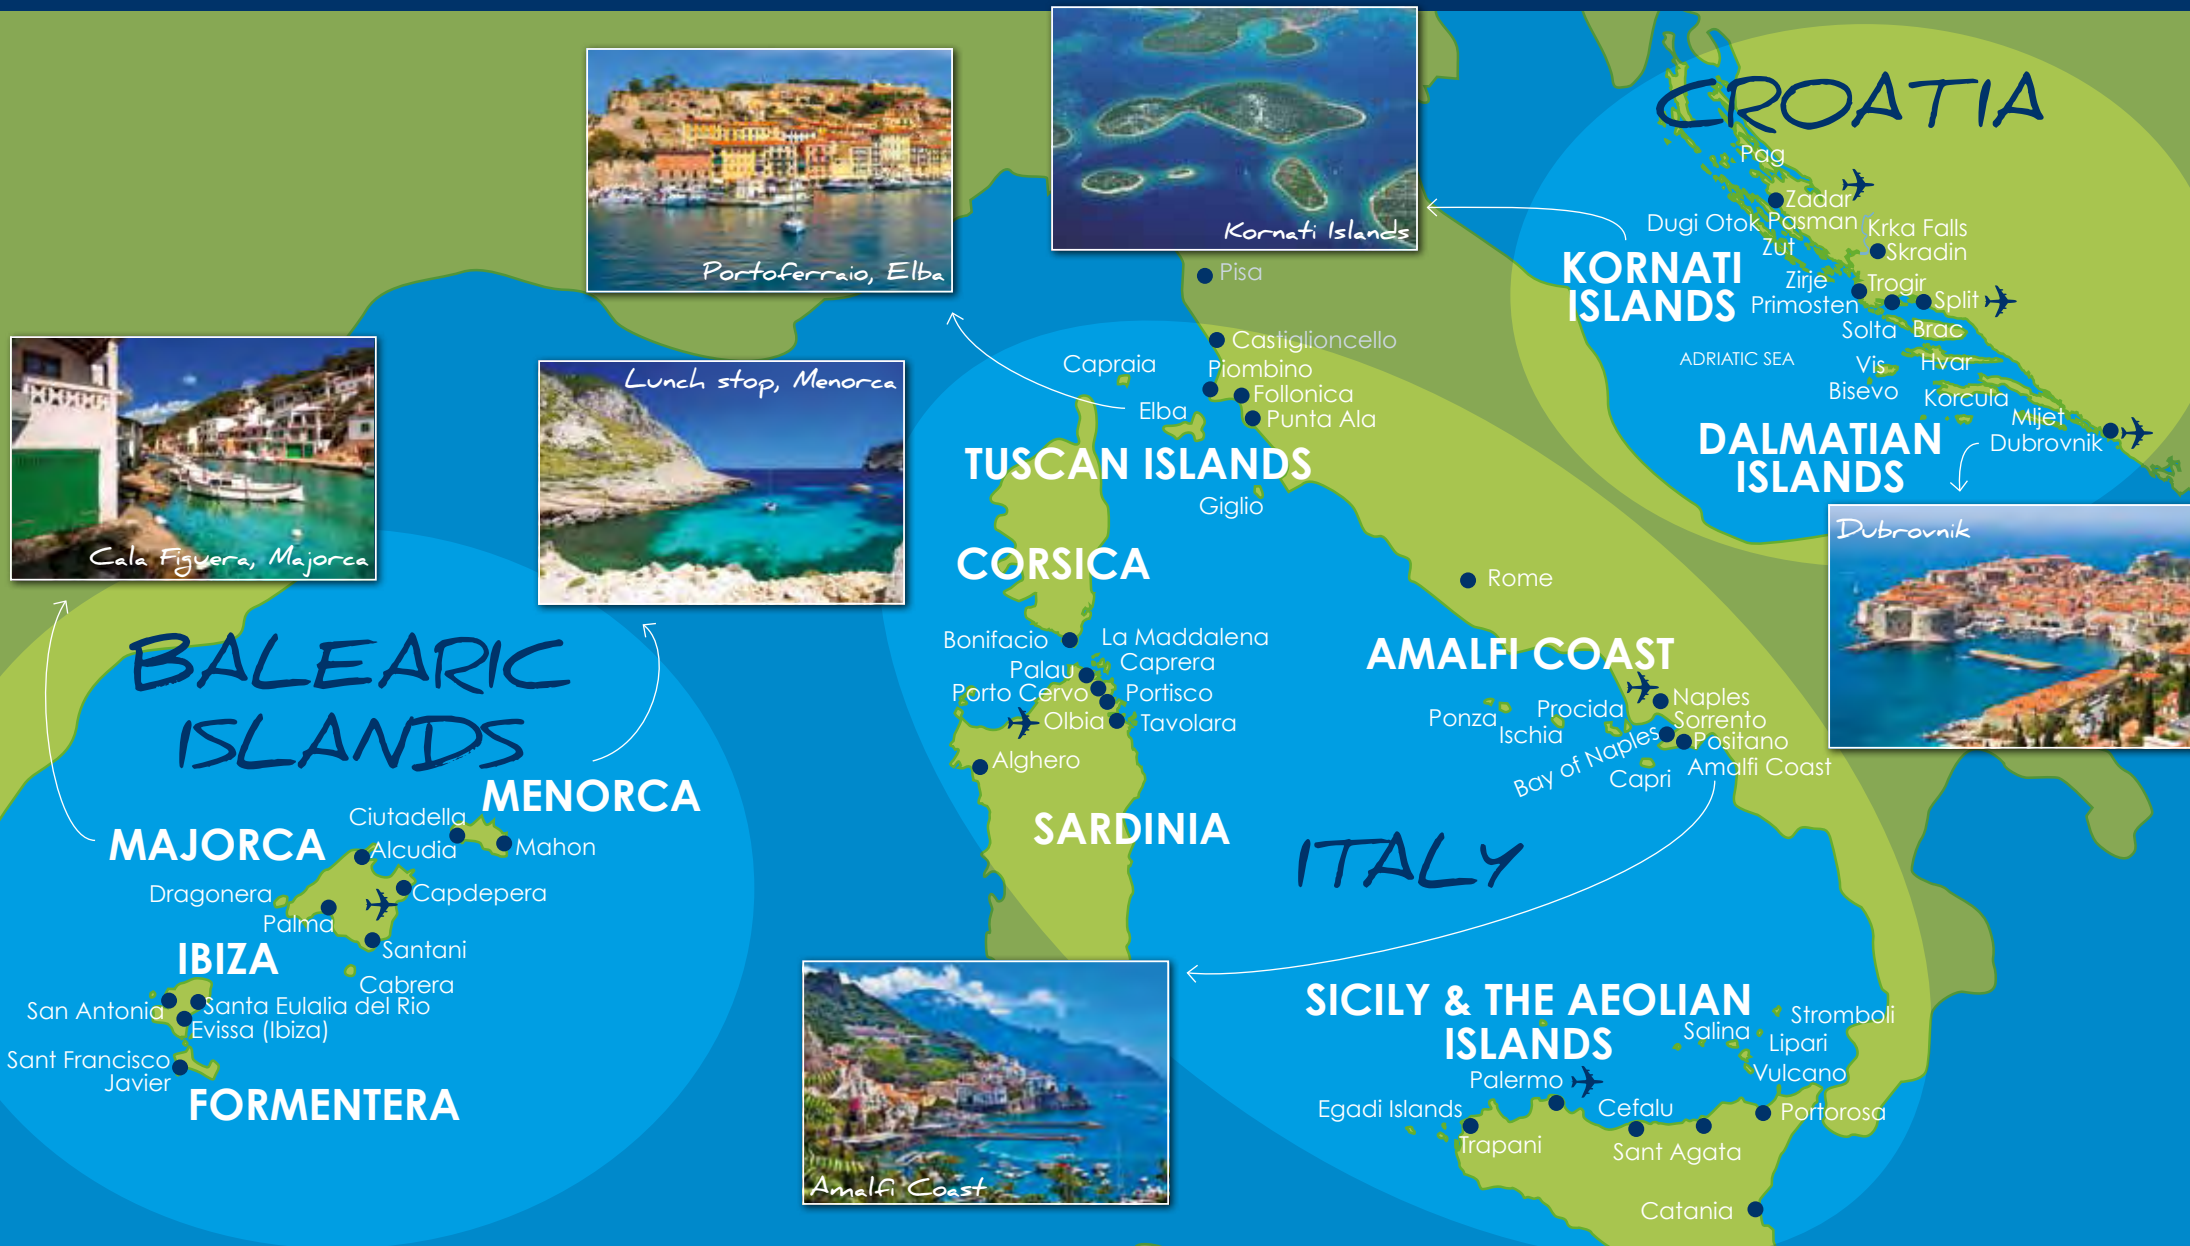 CROATIA
Pag
Zadar
Dugi Otok
Pasman
Krka Falls
Zut
Skradin
KORNATI
ISLANDS
Zirje
Trogir
Primosten
Split
Solta
Brac
ADRIATIC SEA
Vis
Hvar
Bisevo
Korcula
Mljet
DALMATIAN
ISLANDS
Dubrovnik
Dubrovnik
Kornati Islands
Portoferraio, Elba
Pisa
Castiglioncello
Capraia
Piombino
Follonica
Elba
Punta Ala
TUSCAN ISLANDS
Giglio
CORSICA
Rome
Bonifacio
La Maddalena
Caprera
Palau
Porto Cervo
Portisco
Olbia
Tavolara
Alghero
SARDINIA
AMALFI COAST
Naples
Ponza
Procida
Sorrento
Ischia
Positano
Bay of Naples
Amalfi Coast
Capri
ITALY
Amalfi Coast
SICILY & THE AEOLIAN
ISLANDS
Stromboli
Salina
Lipari
Vulcano
Palermo
Egadi Islands
Cefalu
Portorosa
Trapani
Sant Agata
Catania
Cala Figuera, Majorca
Lunch stop, Menorca
BALEARIC
ISLANDS
MENORCA
Ciutadella
MAJORCA
Alcudia
Mahon
Dragonera
Capdepera
Palma
Santani
IBIZA
Cabrera
San Antonia
Santa Eulalia del Rio
Evissa (Ibiza)
Sant Francisco
Javier
FORMENTERA